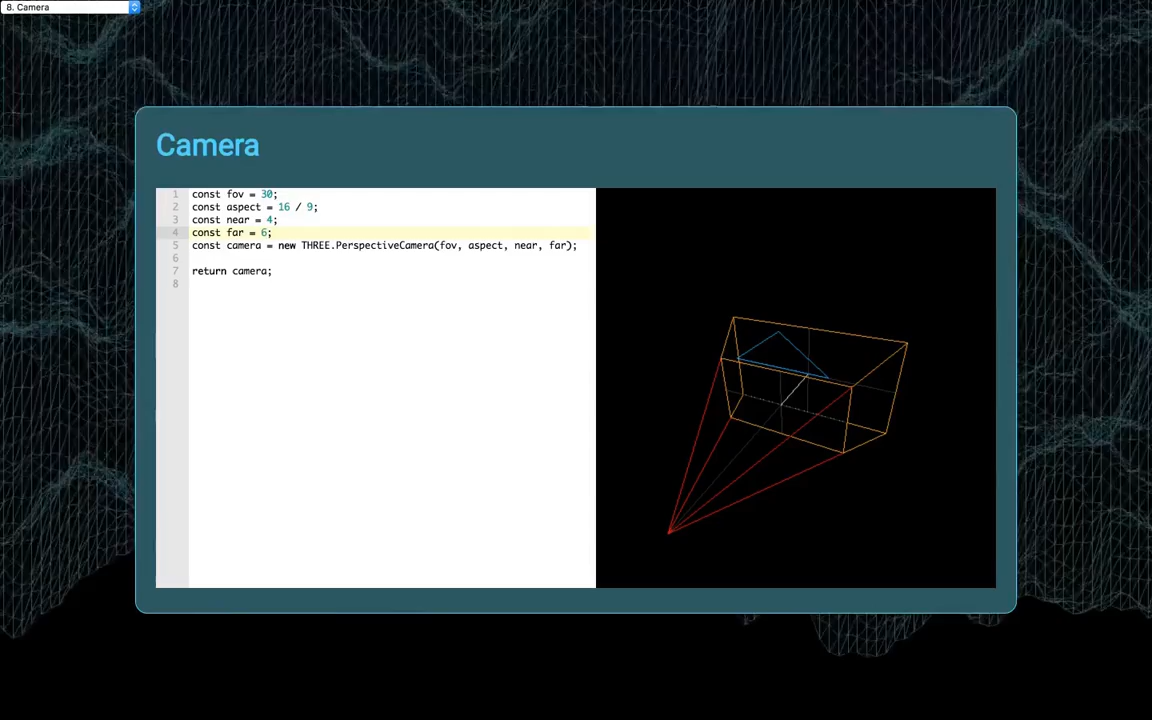 8. Camera
Camera
1 const fov = 30;
2 const aspect = 16 / 9;
3 const near = 4;
4 const far = 6;
5 const camera = new THREE.PerspectiveCamera(fov, aspect, near, far);
6
7 return camera;
8